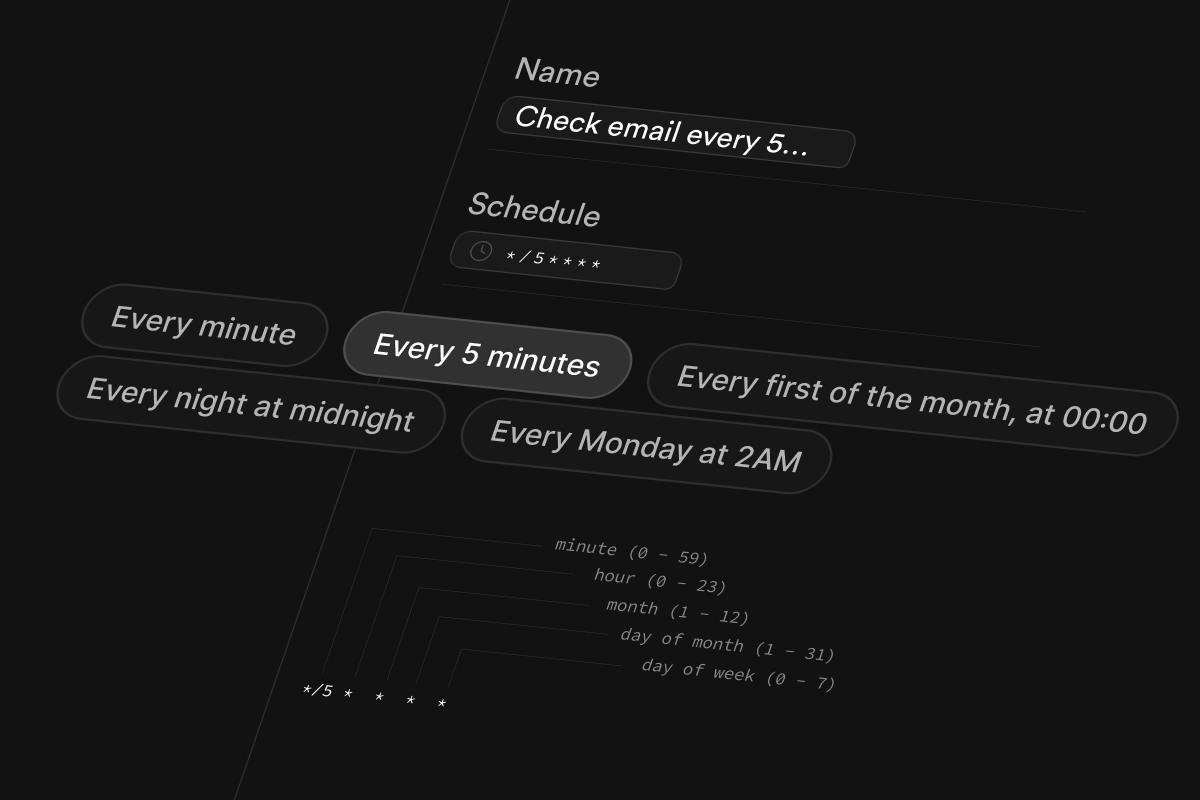 Name
Check email every 5...
Schedule
*/5****
Every minute
Every 5 minutes
Every first of the month, at 00:00
Every night at midnight
Every Monday at 2AM
minute (0 - 59)
hour (0 - 23)
month (1 - 12)
day of month (1 - 31)
day of week (0 - 7)
*/5 * * * *